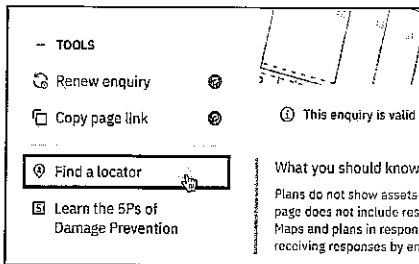 – TOOLS
Renew enquiry
Copy page link
Find a locator
Learn the 5Ps of
Damage Prevention
This enquiry is valid
What you should know
Plans do not show assets
page does not include res
Maps and plans in respon
receiving responses by en